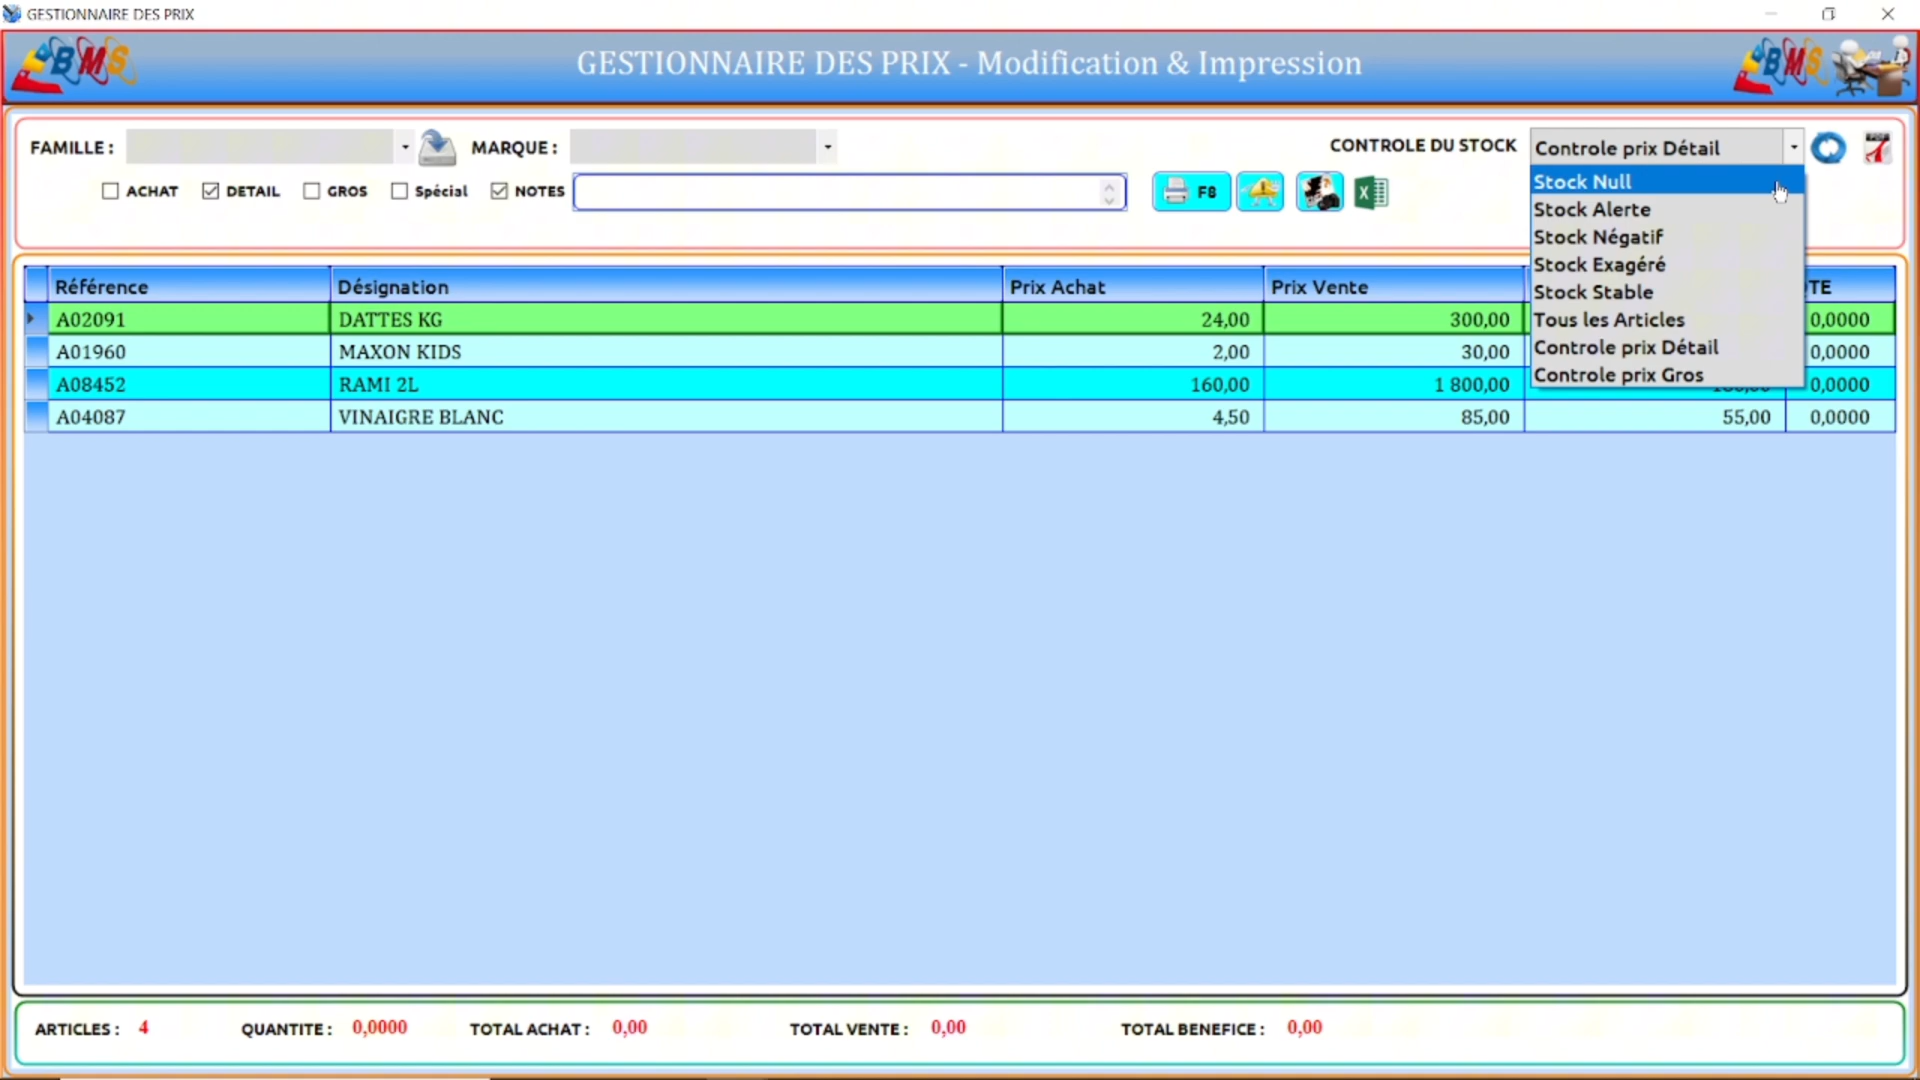 GESTIONNAIRE DES PRIX
BMS
GESTIONNAIRE DES PRIX - Modification & Impression
BMS
FAMILLE :
MARQUE :
CONTROLE DU STOCK
Controle prix Détail
PDF
ACHAT
DETAIL
GROS
Spécial
NOTES
F8
X
Stock Null
Stock Alerte
Stock Négatif
Stock Exagéré
Stock Stable
Tous les Articles
Controle prix Détail
Controle prix Gros
Référence Désignation Prix Achat Prix Vente TE
A02091 DATTES KG 24,00 300,00 0,0000
A01960 MAXON KIDS 2,00 30,00 0,0000
A08452 RAMI 2L 160,00 1 800,00 0,0000
A04087 VINAIGRE BLANC 4,50 85,00 55,00 0,0000
ARTICLES : 4 QUANTITE : 0,0000 TOTAL ACHAT : 0,00 TOTAL VENTE : 0,00 TOTAL BENEFICE : 0,00